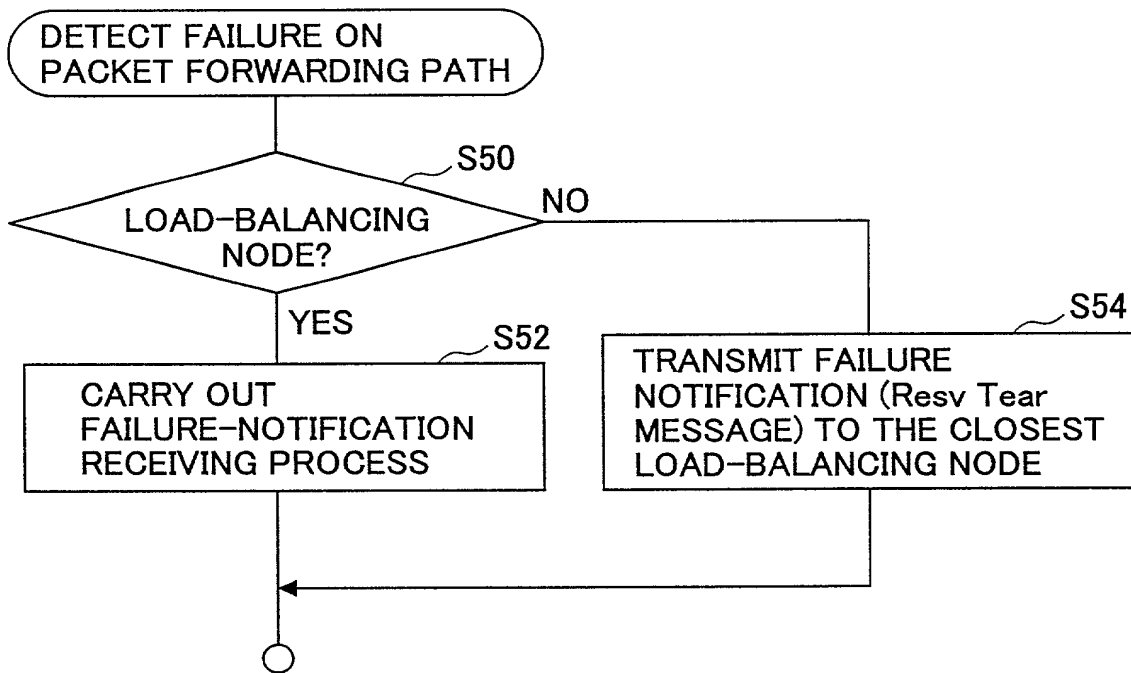 DETECT FAILURE ON
PACKET FORWARDING PATH
S50
LOAD-BALANCING
NODE?
NO
YES
S52
CARRY OUT
FAILURE-NOTIFICATION
RECEIVING PROCESS
S54
TRANSMIT FAILURE
NOTIFICATION (Resv Tear
MESSAGE) TO THE CLOSEST
LOAD-BALANCING NODE